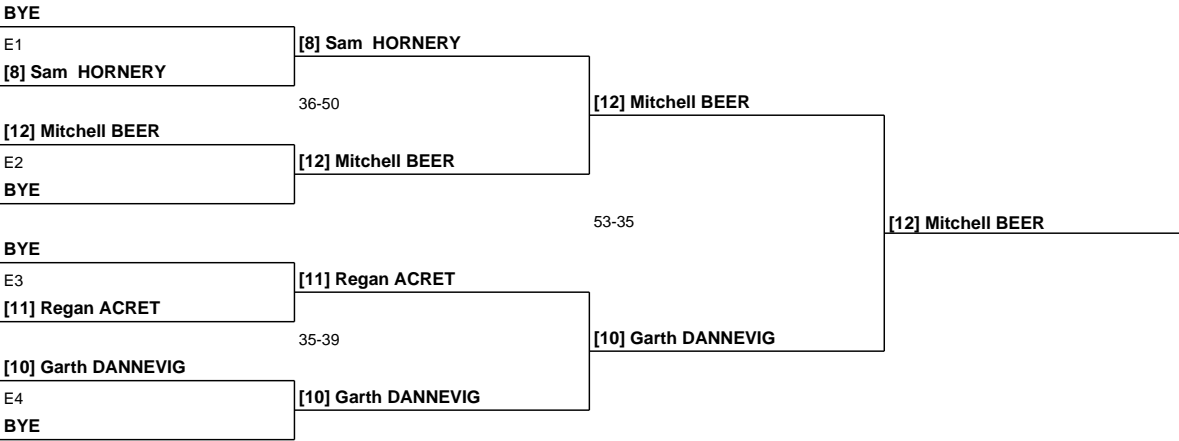 BYE
E1
[8] Sam HORNERY
[8] Sam HORNERY
36-50
[12] Mitchell BEER
[12] Mitchell BEER
E2
[12] Mitchell BEER
BYE
53-35
[12] Mitchell BEER
BYE
E3
[11] Regan ACRET
[11] Regan ACRET
35-39
[10] Garth DANNEVIG
[10] Garth DANNEVIG
E4
[10] Garth DANNEVIG
BYE